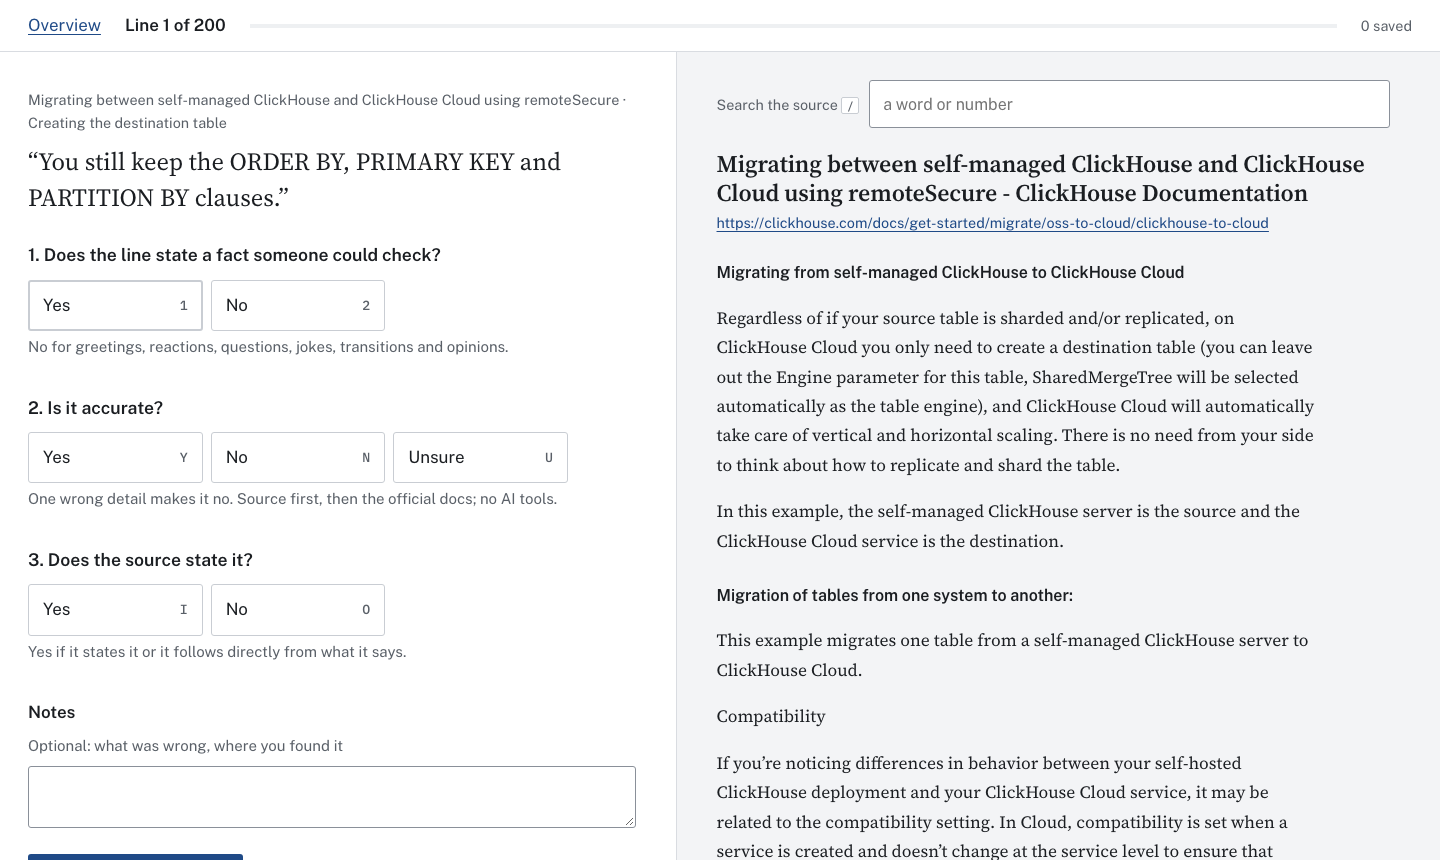 Overview
Line 1 of 200
0 saved
Migrating between self-managed ClickHouse and ClickHouse Cloud using remoteSecure ·
Creating the destination table
“You still keep the ORDER BY, PRIMARY KEY and
PARTITION BY clauses.”
1. Does the line state a fact someone could check?
Yes 1
No 2
No for greetings, reactions, questions, jokes, transitions and opinions.
2. Is it accurate?
Yes Y
No N
Unsure U
One wrong detail makes it no. Source first, then the official docs; no AI tools.
3. Does the source state it?
Yes I
No O
Yes if it states it or it follows directly from what it says.
Notes
Optional: what was wrong, where you found it
Search the source /
a word or number
Migrating between self-managed ClickHouse and ClickHouse
Cloud using remoteSecure - ClickHouse Documentation
https://clickhouse.com/docs/get-started/migrate/oss-to-cloud/clickhouse-to-cloud
Migrating from self-managed ClickHouse to ClickHouse Cloud
Regardless of if your source table is sharded and/or replicated, on
ClickHouse Cloud you only need to create a destination table (you can leave
out the Engine parameter for this table, SharedMergeTree will be selected
automatically as the table engine), and ClickHouse Cloud will automatically
take care of vertical and horizontal scaling. There is no need from your side
to think about how to replicate and shard the table.
In this example, the self-managed ClickHouse server is the source and the
ClickHouse Cloud service is the destination.
Migration of tables from one system to another:
This example migrates one table from a self-managed ClickHouse server to
ClickHouse Cloud.
Compatibility
If you’re noticing differences in behavior between your self-hosted
ClickHouse deployment and your ClickHouse Cloud service, it may be
related to the compatibility setting. In Cloud, compatibility is set when a
service is created and doesn’t change at the service level to ensure that